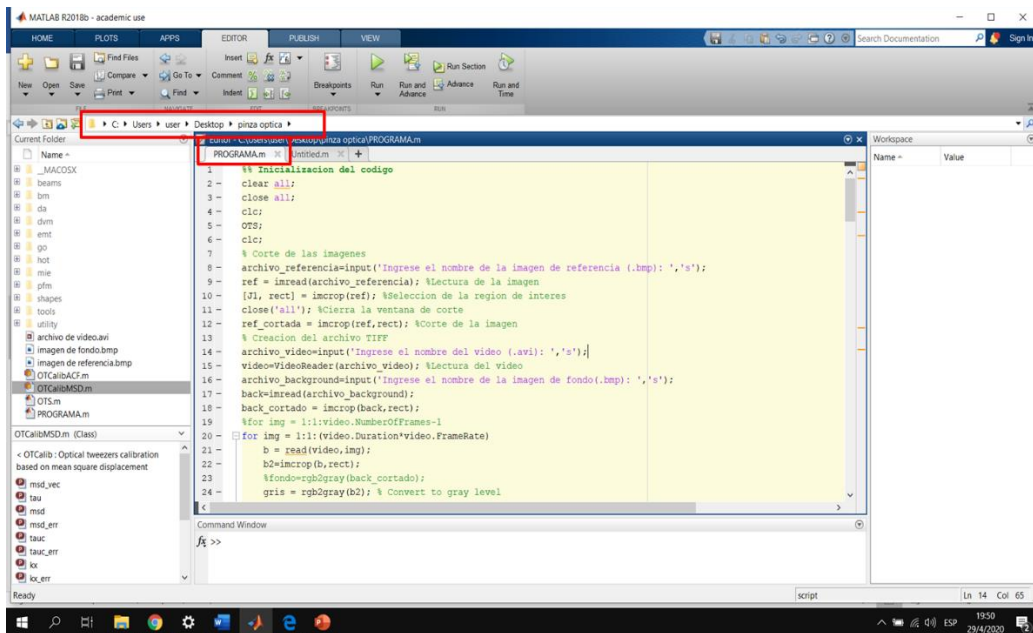 MATLAB R2018b - academic use
HOME PLOTS APPS EDITOR PUBLISH VIEW
Search Documentation
Sign In
New Open Save
Find Files
Compare
Print
Go To
Find
Insert
Comment
Indent
Breakpoints
Run
Run and Advance
Run Section
Advance
Run and Time
FILE NAVIGATE EDIT BREAKPOINTS RUN
C: Users user Desktop pinza optica
Current Folder
Name
_MACOSX
beams
bm
da
dvm
emt
go
hot
mie
pfm
shapes
tools
utility
archivo de video.avi
imagen de fondo.bmp
imagen de referencia.bmp
OTCalibACF.m
OTCalibMSD.m
OTS.m
PROGRAMA.m
OTCalibMSD.m (Class)
< OTCalib : Optical tweezers calibration
based on mean square displacement
msd_vec
tau
msd
msd_err
tauc
tauc_err
kx
kx_err
Editor - C:\Users\user\Desktop\pinza optica\PROGRAMA.m
PROGRAMA.m Untitled.m
1 %% Inicializacion del codigo
2 - clear all;
3 - close all;
4 - clc;
5 - OTS;
6 - clc;
7 % Corte de las imagenes
8 - archivo_referencia=input('Ingrese el nombre de la imagen de referencia (.bmp): ','s');
9 - ref = imread(archivo_referencia); %Lectura de la imagen
10 - [J1, rect] = imcrop(ref); %Seleccion de la region de interes
11 - close('all'); %Cierra la ventana de corte
12 - ref_cortada = imcrop(ref,rect); %Corte de la imagen
13 % Creacion del archivo TIFF
14 - archivo_video=input('Ingrese el nombre del video (.avi): ','s');
15 - video=VideoReader(archivo_video); %Lectura del video
16 - archivo_background=input('Ingrese el nombre de la imagen de fondo(.bmp): ','s');
17 - back=imread(archivo_background);
18 - back_cortado = imcrop(back,rect);
19 %for img = 1:1:video.NumberOfFrames-1
20 - for img = 1:1:(video.Duration*video.FrameRate)
21 - b = read(video,img);
22 - b2=imcrop(b,rect);
23 %fondo=rgb2gray(back_cortado);
24 - gris = rgb2gray(b2); % Convert to gray level
Command Window
fx >>
Workspace
Name Value
Ready
script
Ln 14 Col 65
ESP
19:50
29/4/2020